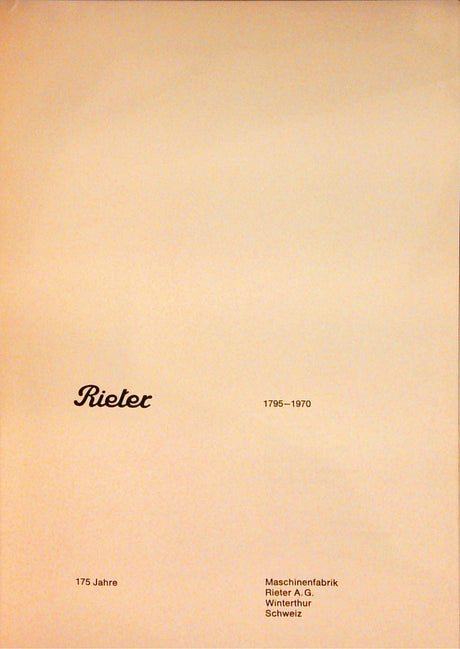 Rieter
1795–1970
175 Jahre
Maschinenfabrik
Rieter A.G.
Winterthur
Schweiz